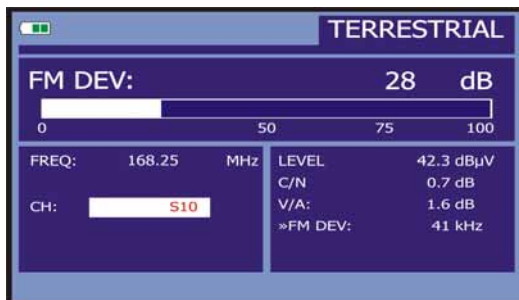 TERRESTRIAL
FM DEV: 28 dB
0 50 75 100
FREQ: 168.25 MHz
CH: S10
LEVEL 42.3 dBµV
C/N 0.7 dB
V/A: 1.6 dB
»FM DEV: 41 kHz